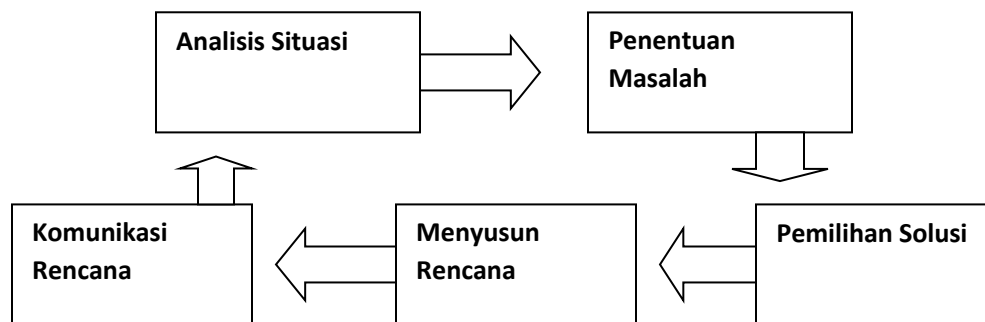 Analisis Situasi
Penentuan
Masalah
Komunikasi
Rencana
Menyusun
Rencana
Pemilihan Solusi